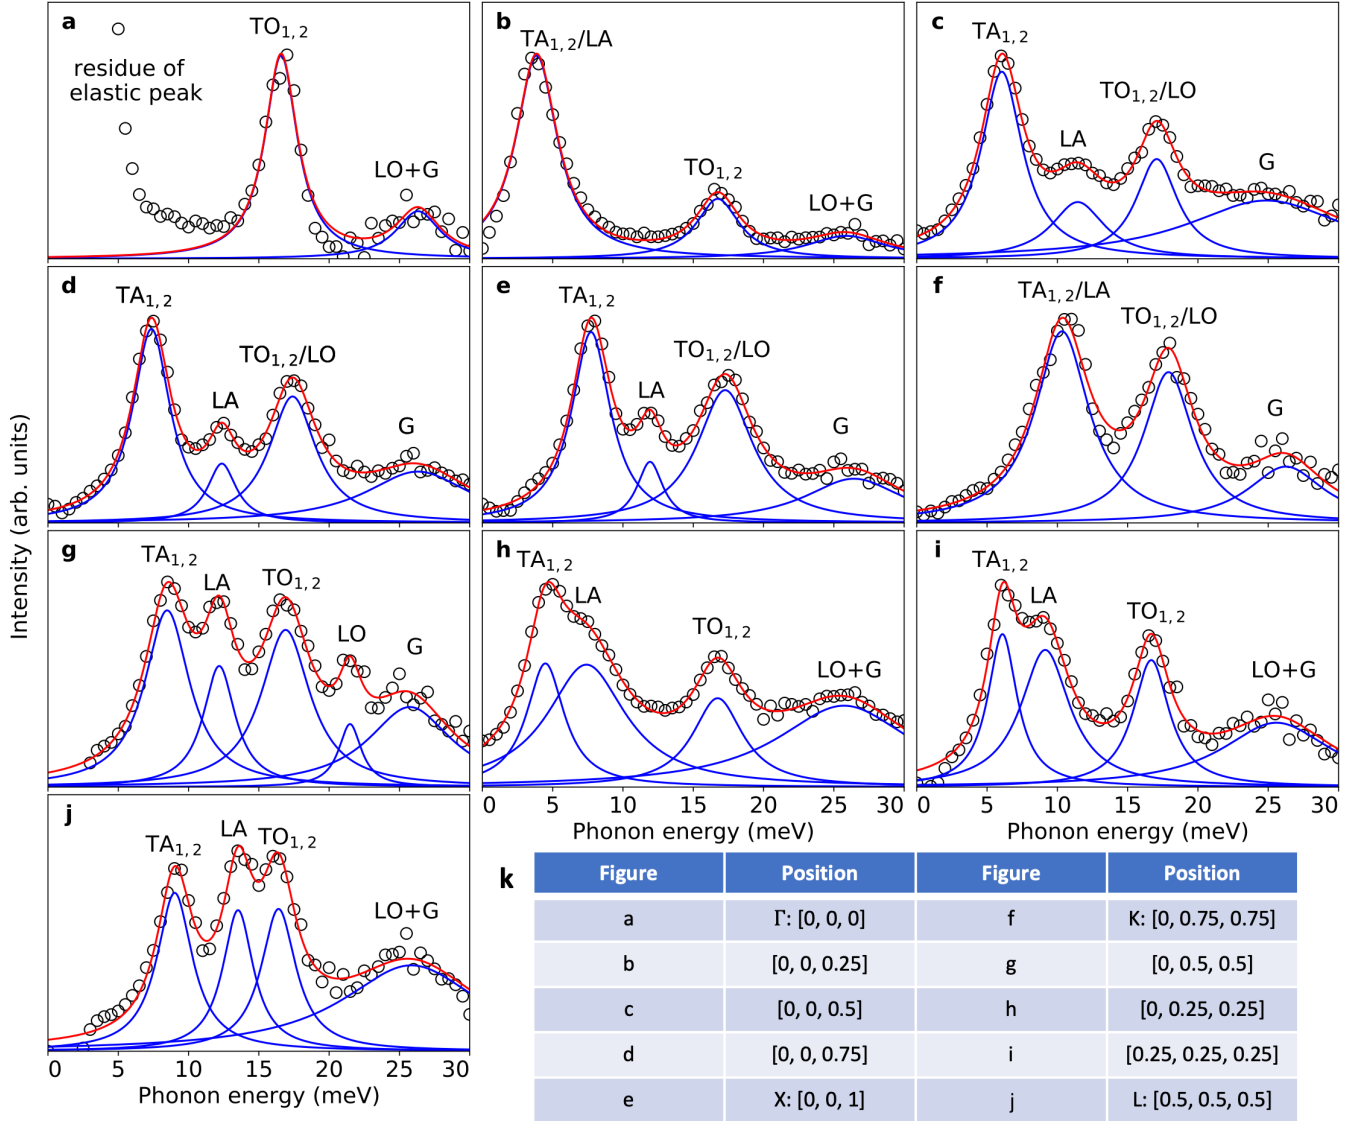 a
TO1,2
residue of
elastic peak
LO+G
b
TA1,2/LA
TO1,2
LO+G
c
TA1,2
TO1,2/LO
LA
G
d
TA1,2
TO1,2/LO
LA
G
e
TA1,2
TO1,2/LO
LA
G
f
TA1,2/LA
TO1,2/LO
G
Intensity (arb. units)
g
TA1,2
LA
TO1,2
LO
G
h
TA1,2
LA
TO1,2
LO+G
0 5 10 15 20 25 30
Phonon energy (meV)
i
TA1,2
LA
TO1,2
LO+G
0 5 10 15 20 25 30
Phonon energy (meV)
j
TA1,2
LA
TO1,2
LO+G
0 5 10 15 20 25 30
Phonon energy (meV)
k
Figure Position Figure Position
a Γ: [0, 0, 0] f K: [0, 0.75, 0.75]
b [0, 0, 0.25] g [0, 0.5, 0.5]
c [0, 0, 0.5] h [0, 0.25, 0.25]
d [0, 0, 0.75] i [0.25, 0.25, 0.25]
e X: [0, 0, 1] j L: [0.5, 0.5, 0.5]